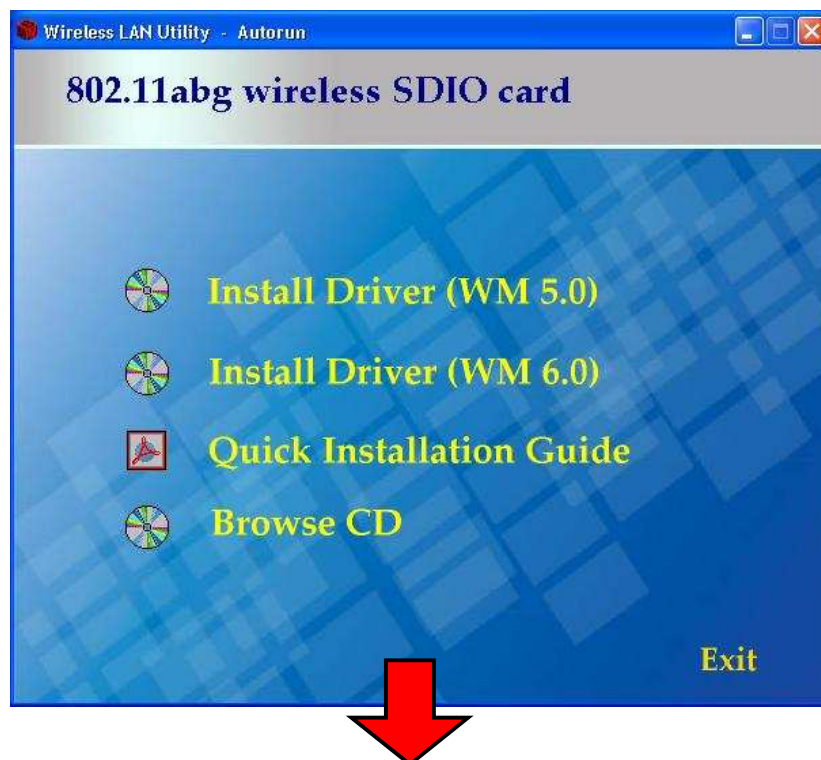 Wireless LAN Utility - Autorun
802.11abg wireless SDIO card
Install Driver (WM 5.0)
Install Driver (WM 6.0)
Quick Installation Guide
Browse CD
Exit